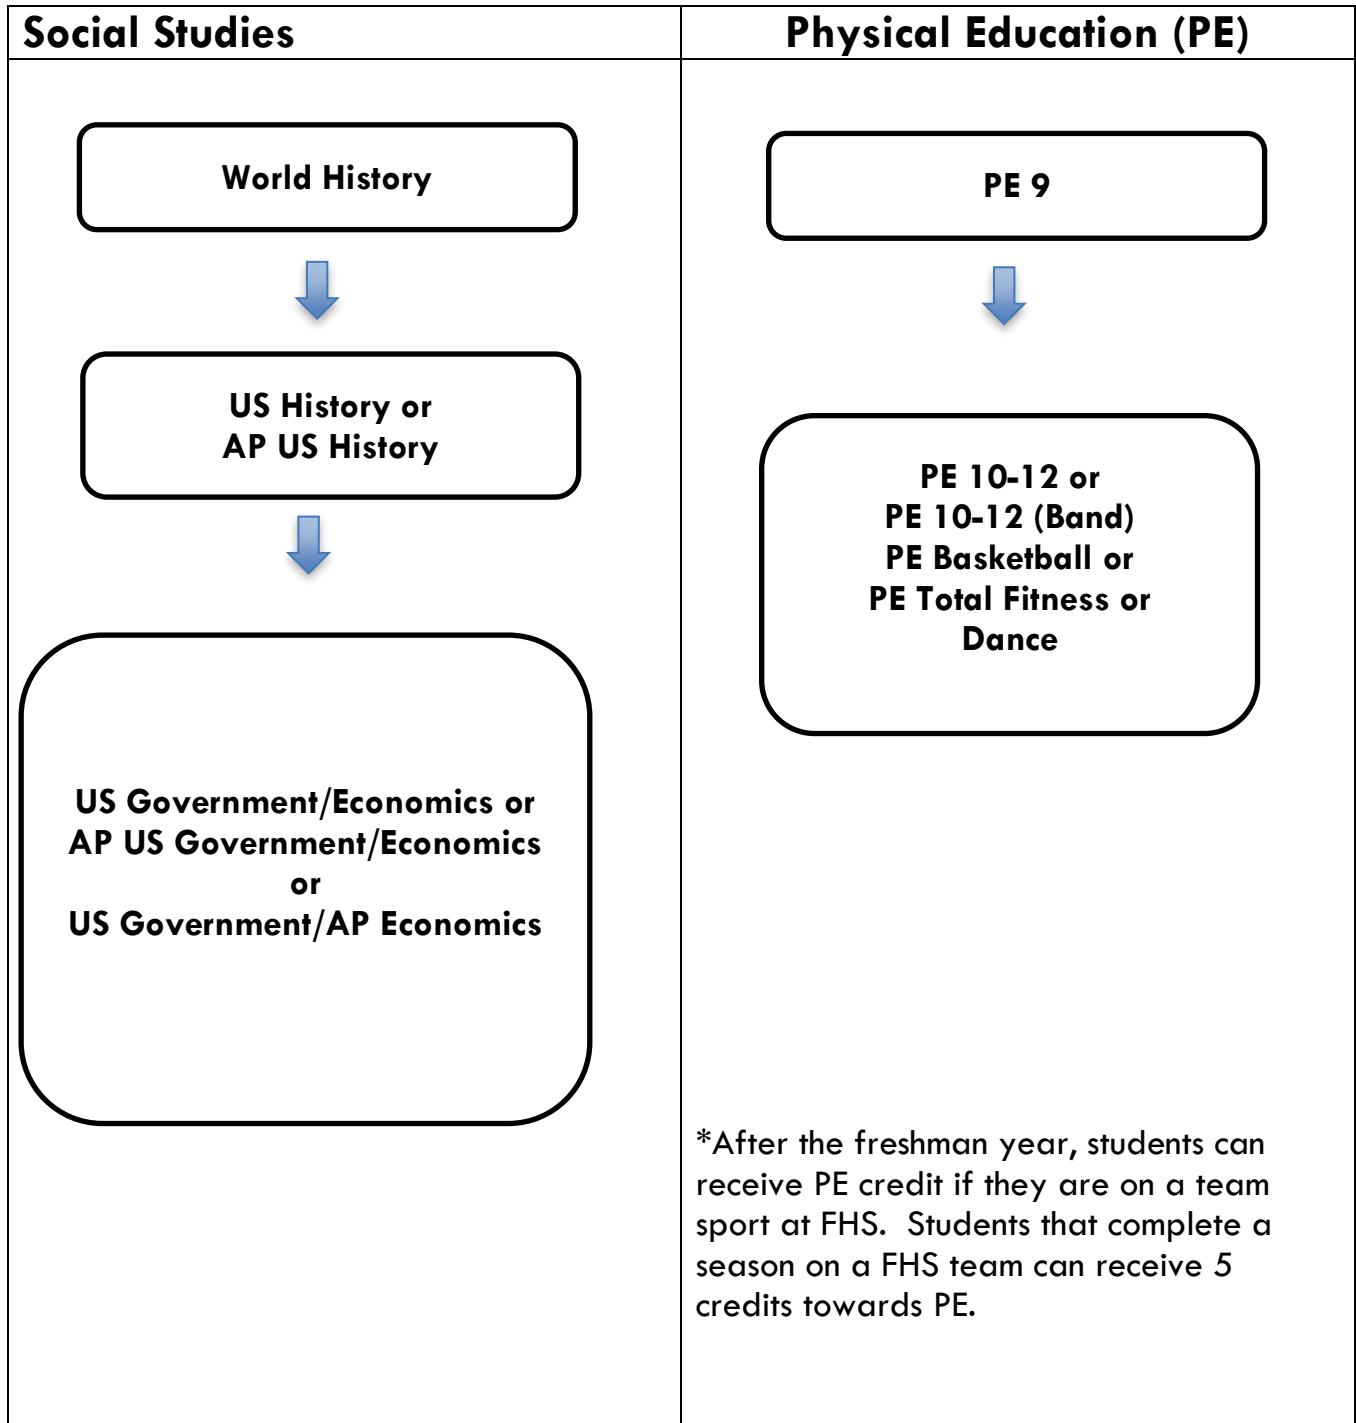 Social Studies
World History
US History or
AP US History
US Government/Economics or
AP US Government/Economics
or
US Government/AP Economics
Physical Education (PE)
PE 9
PE 10-12 or
PE 10-12 (Band)
PE Basketball or
PE Total Fitness or
Dance
*After the freshman year, students can
receive PE credit if they are on a team
sport at FHS.  Students that complete a
season on a FHS team can receive 5
credits towards PE.